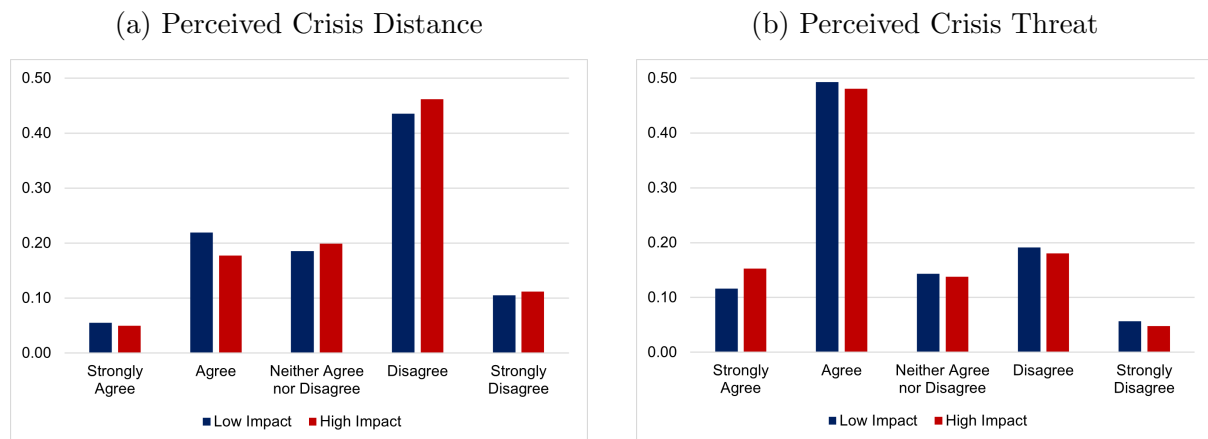 (a) Perceived Crisis Distance
0.50
0.40
0.30
0.20
0.10
0.00
Strongly
Agree
Agree
Neither Agree
nor Disagree
Disagree
Strongly
Disagree
Low Impact
High Impact
(b) Perceived Crisis Threat
0.50
0.40
0.30
0.20
0.10
0.00
Strongly
Agree
Agree
Neither Agree
nor Disagree
Disagree
Strongly
Disagree
Low Impact
High Impact